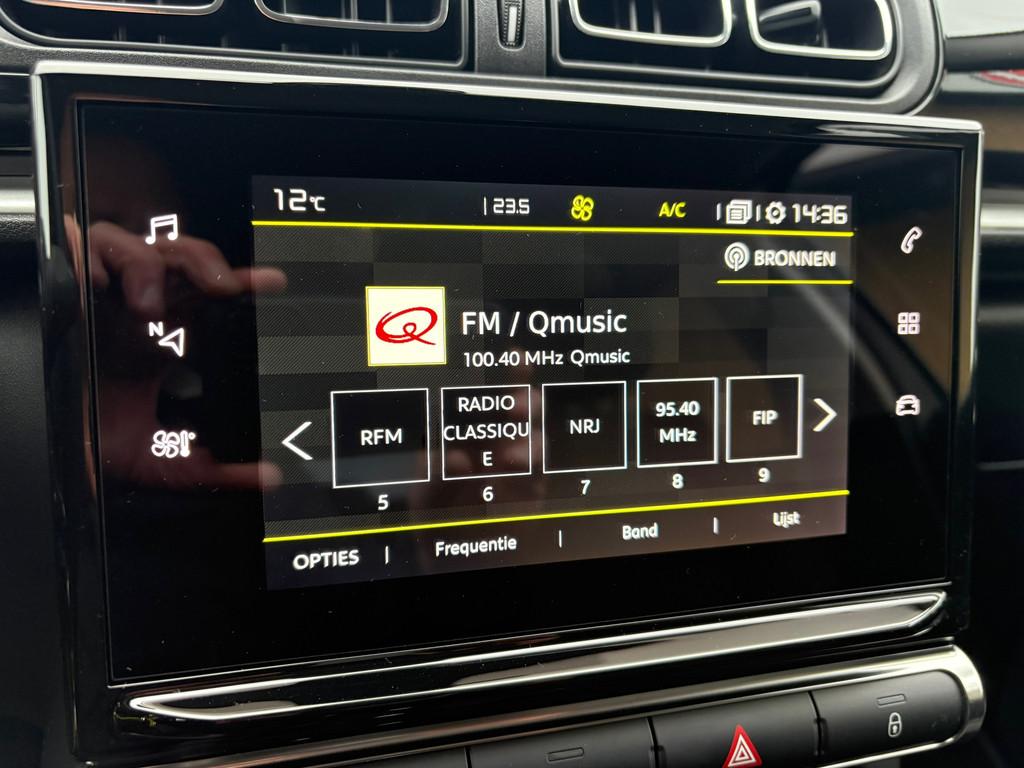 12°C
23.5
A/C
14:36
BRONNEN
FM / Qmusic
100.40 MHz Qmusic
N
RFM
RADIO
CLASSIQU
E
NRJ
95.40
MHz
FIP
5
6
7
8
9
OPTIES
Frequentie
Band
Lijst